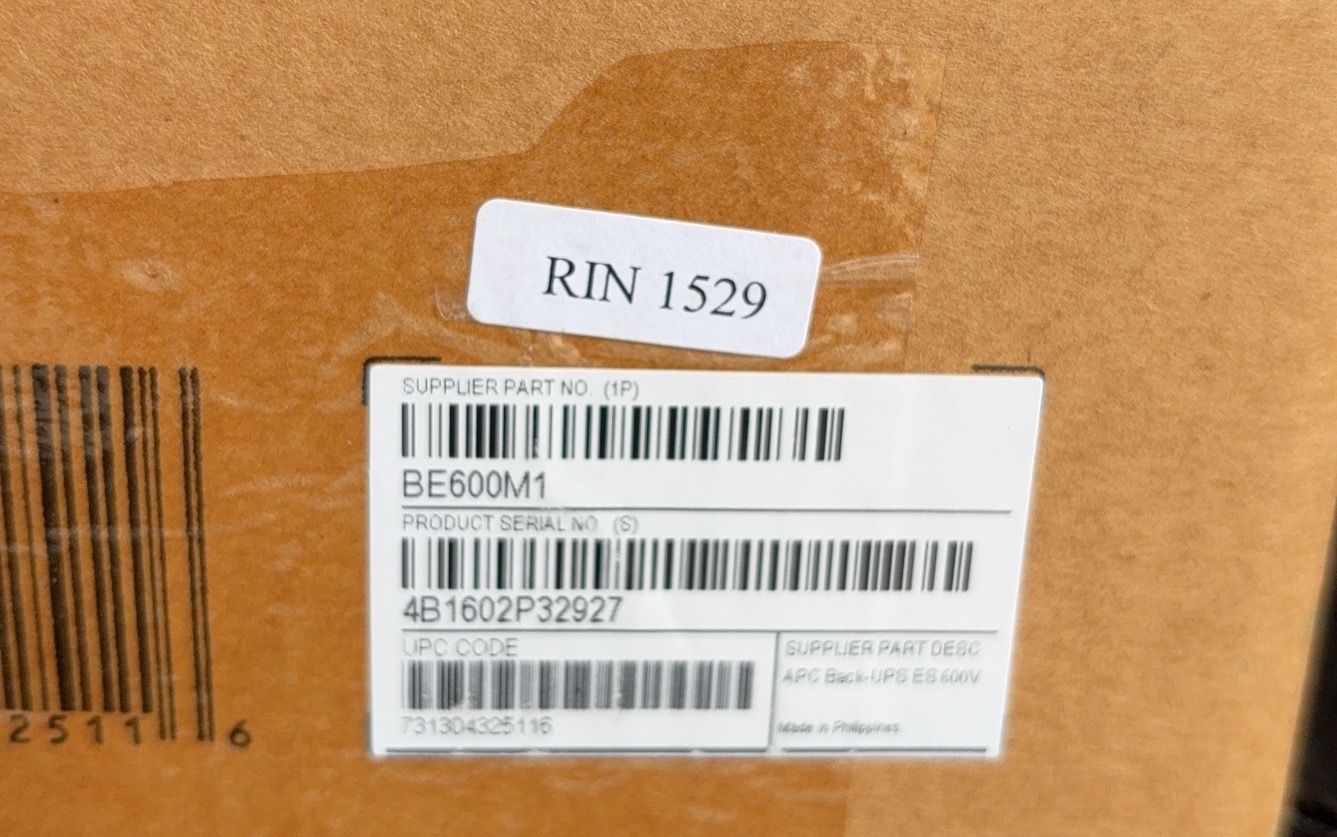 RIN 1529
SUPPLIER PART NO. (1P)
BE600M1
PRODUCT SERIAL NO. (S)
4B1602P32927
UPC CODE
731304325116
SUPPLIER PART DESC
APC Back-UPS ES 600V
Made in Philippines
2511 6